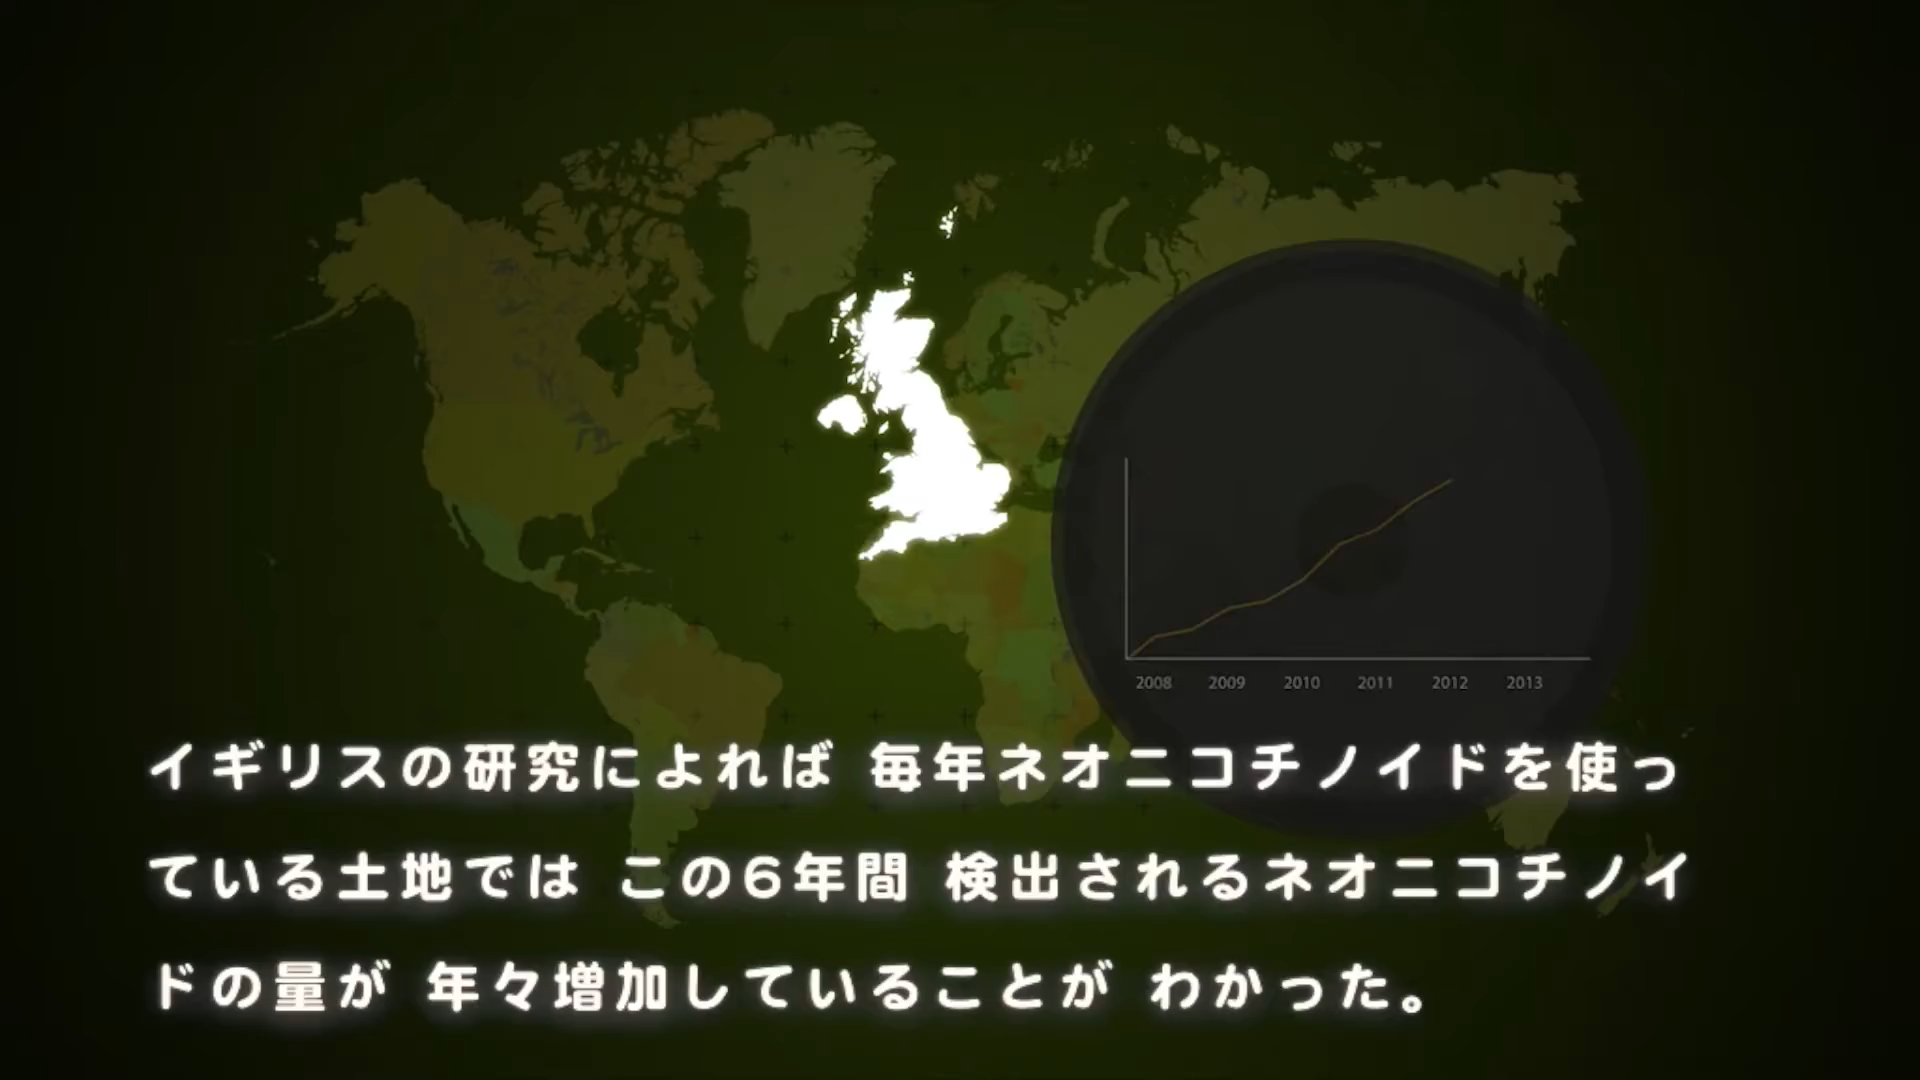 2008 2009 2010 2011 2012 2013
イギリスの研究によれば 毎年ネオニコチノイドを使っ
ている土地では この6年間 検出されるネオニコチノイ
ドの量が 年々増加していることが わかった。